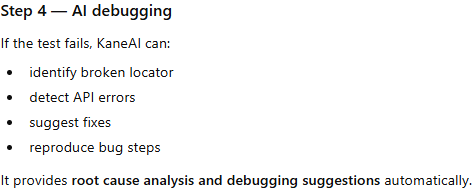 Step 4 — AI debugging
If the test fails, KaneAI can:
• identify broken locator
• detect API errors
• suggest fixes
• reproduce bug steps
It provides root cause analysis and debugging suggestions automatically.